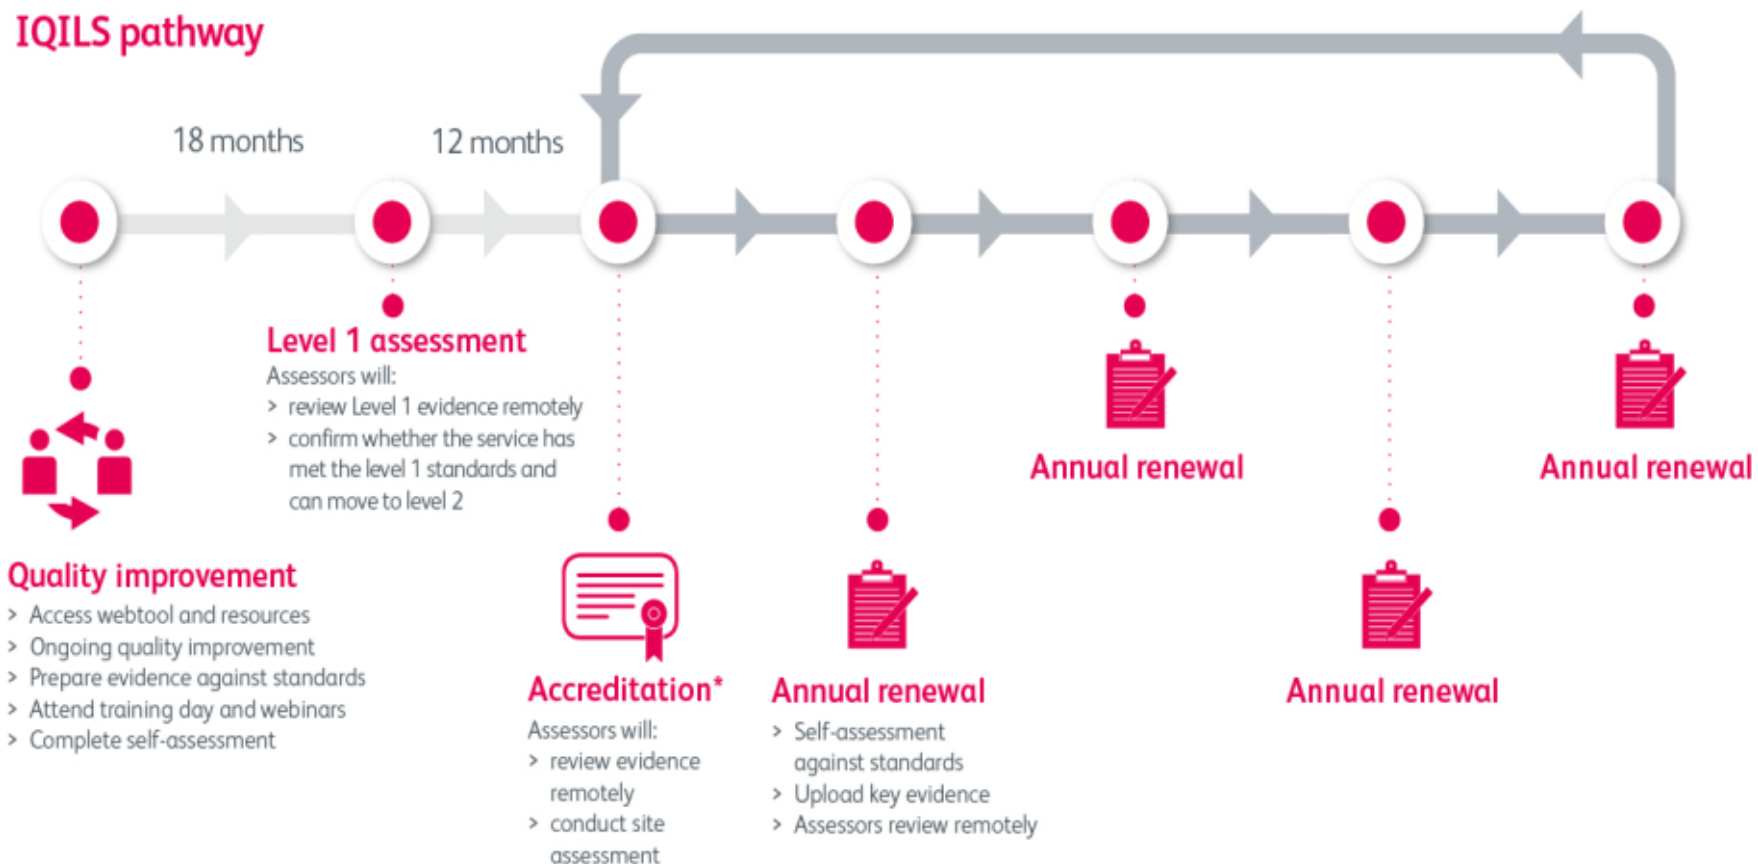 IQILS pathway
18 months
12 months
Level 1 assessment
Assessors will:
> review Level 1 evidence remotely
> confirm whether the service has
met the level 1 standards and
can move to level 2
Annual renewal
Annual renewal
Quality improvement
> Access webtool and resources
> Ongoing quality improvement
> Prepare evidence against standards
> Attend training day and webinars
> Complete self-assessment
Accreditation*
Assessors will:
> review evidence
remotely
> conduct site
assessment
Annual renewal
> Self-assessment
against standards
> Upload key evidence
> Assessors review remotely
Annual renewal